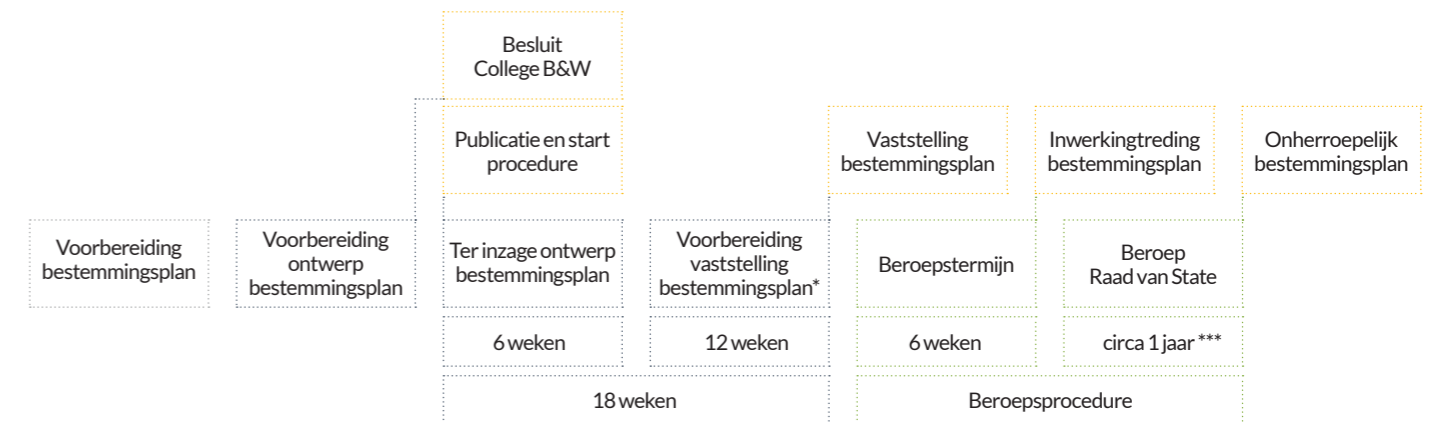 Besluit
College B&W
Publicatie en start
procedure
Vaststelling
bestemmingsplan
Inwerkingtreding
bestemmingsplan
Onherroepelijk
bestemmingsplan
Voorbereiding
bestemmingsplan
Voorbereiding
ontwerp
bestemmingsplan
Ter inzage ontwerp
bestemmingsplan
Voorbereiding
vaststelling
bestemmingsplan*
Beroepstermijn
Beroep
Raad van State
6 weken
12 weken
6 weken
circa 1 jaar ***
18 weken
Beroepsprocedure